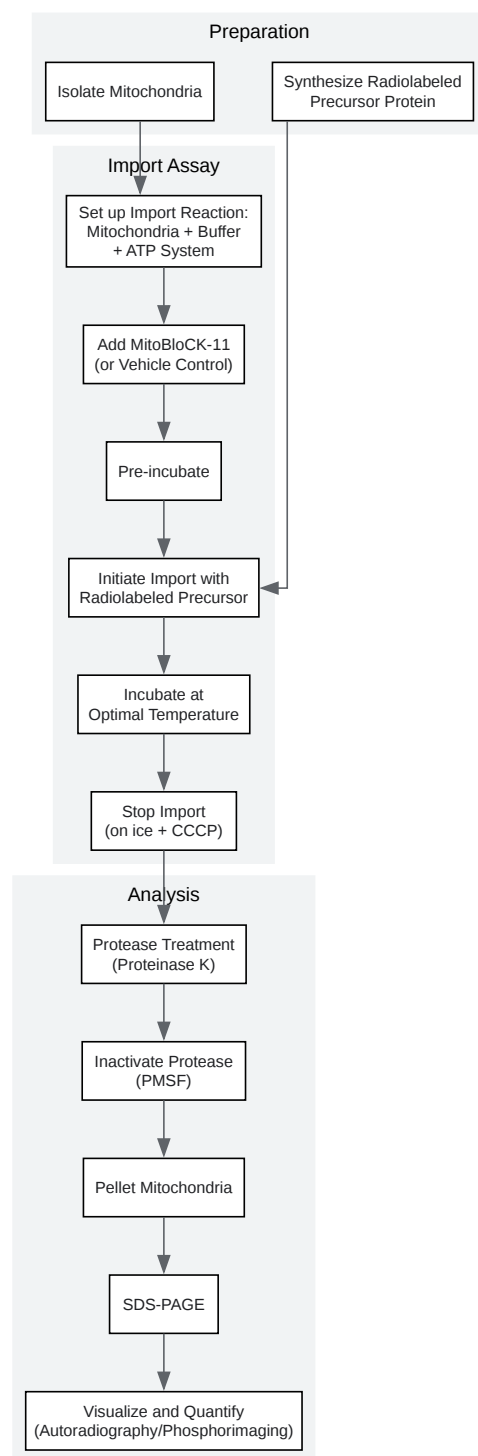 Preparation
Isolate Mitochondria
Synthesize Radiolabeled
Precursor Protein
Import Assay
Set up Import Reaction:
Mitochondria + Buffer
+ ATP System
Add MitoBloCK-11
(or Vehicle Control)
Pre-incubate
Initiate Import with
Radiolabeled Precursor
Incubate at
Optimal Temperature
Stop Import
(on ice + CCCP)
Analysis
Protease Treatment
(Proteinase K)
Inactivate Protease
(PMSF)
Pellet Mitochondria
SDS-PAGE
Visualize and Quantify
(Autoradiography/Phosphorimaging)